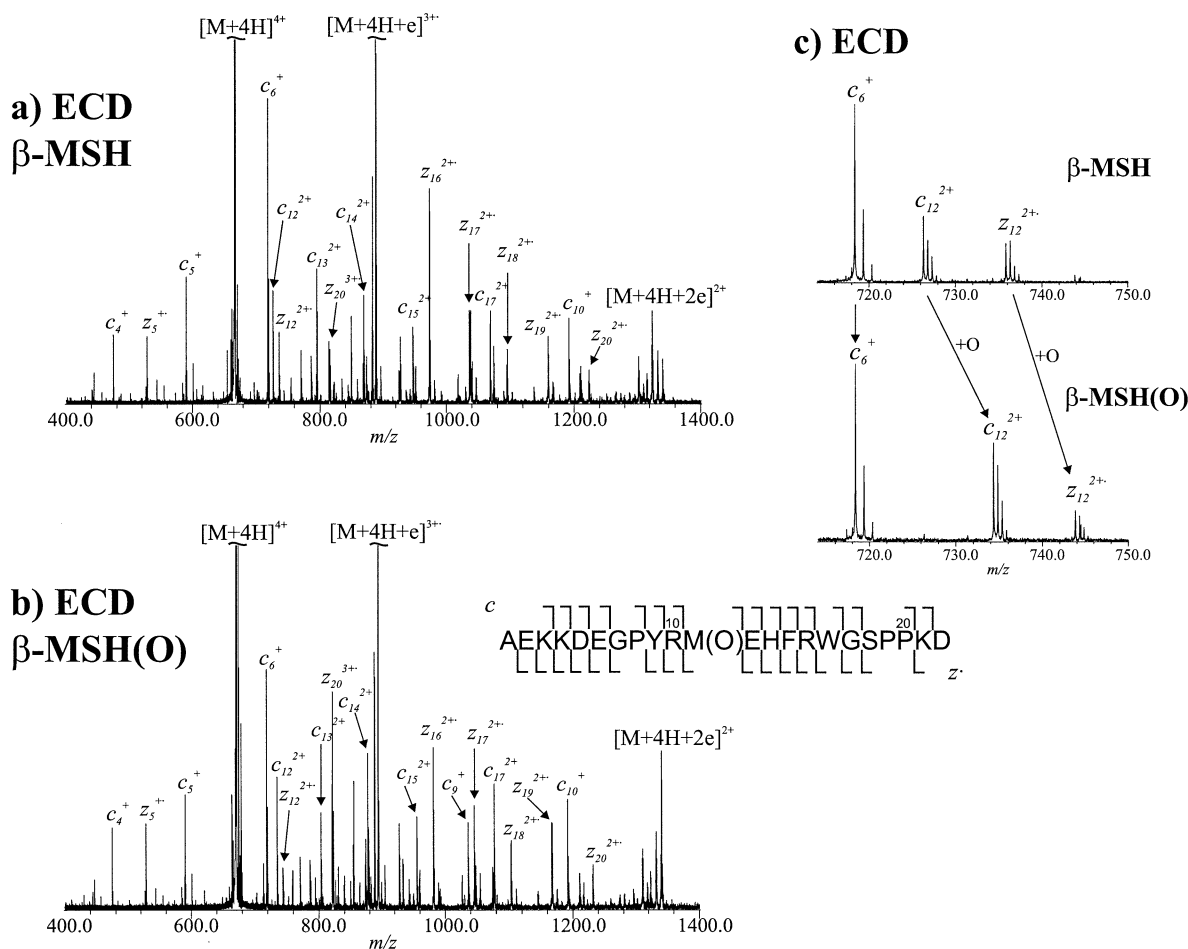 a) ECD
β-MSH
[M+4H]4+
[M+4H+e]3+·
c6+
c12 2+
c14 2+
z16 2+·
z17 2+·
z18 2+·
c13 2+
z20 3+·
c5+
c4+
z5+·
z12 2+·
c15 2+
c17 2+
z19 2+·
c10+
z20 2+·
[M+4H+2e]2+
400.0 600.0 800.0 1000.0 1200.0 1400.0
m/z
b) ECD
β-MSH(O)
[M+4H]4+
[M+4H+e]3+·
c6+
z20 3+·
c14 2+
c13 2+
c12 2+
z12 2+·
c5+
c4+
z5+·
z16 2+·
z17 2+·
c15 2+
c9+
c17 2+
z19 2+·
c10+
z18 2+·
z20 2+·
[M+4H+2e]2+
400.0 600.0 800.0 1000.0 1200.0 1400.0
m/z
c
10
20
AEKKDEGPYRM(O)EHFRWGSPPKD
z·
c) ECD
c6+
β-MSH
c12 2+
z12 2+·
720.0 730.0 740.0 750.0
+O
+O
c6+
β-MSH(O)
c12 2+
z12 2+·
720.0 730.0 740.0 750.0
m/z